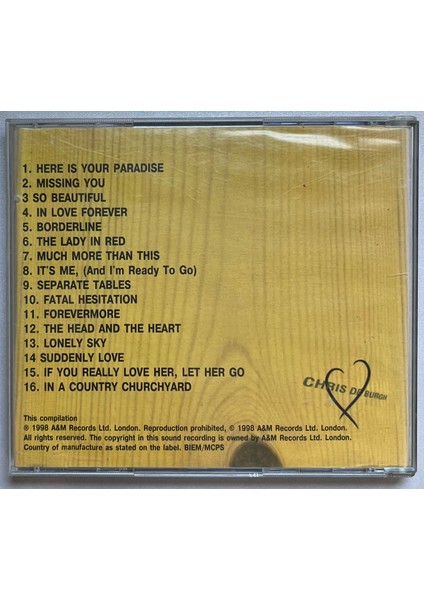 1. HERE IS YOUR PARADISE
2. MISSING YOU
3 SO BEAUTIFUL
4. IN LOVE FOREVER
5. BORDERLINE
6. THE LADY IN RED
7. MUCH MORE THAN THIS
8. IT'S ME, (And I'm Ready To Go)
9. SEPARATE TABLES
10. FATAL HESITATION
11. FOREVERMORE
12. THE HEAD AND THE HEART
13. LONELY SKY
14 SUDDENLY LOVE
15. IF YOU REALLY LOVE HER, LET HER GO
16. IN A COUNTRY CHURCHYARD
CHRIS DE BURGH
This compilation
℗ 1998 A&M Records Ltd. London. Reproduction prohibited, © 1998 A&M Records Ltd. London.
All rights reserved. The copyright in this sound recording is owned by A&M Records Ltd. London.
Country of manufacture as stated on the label. BIEM/MCPS